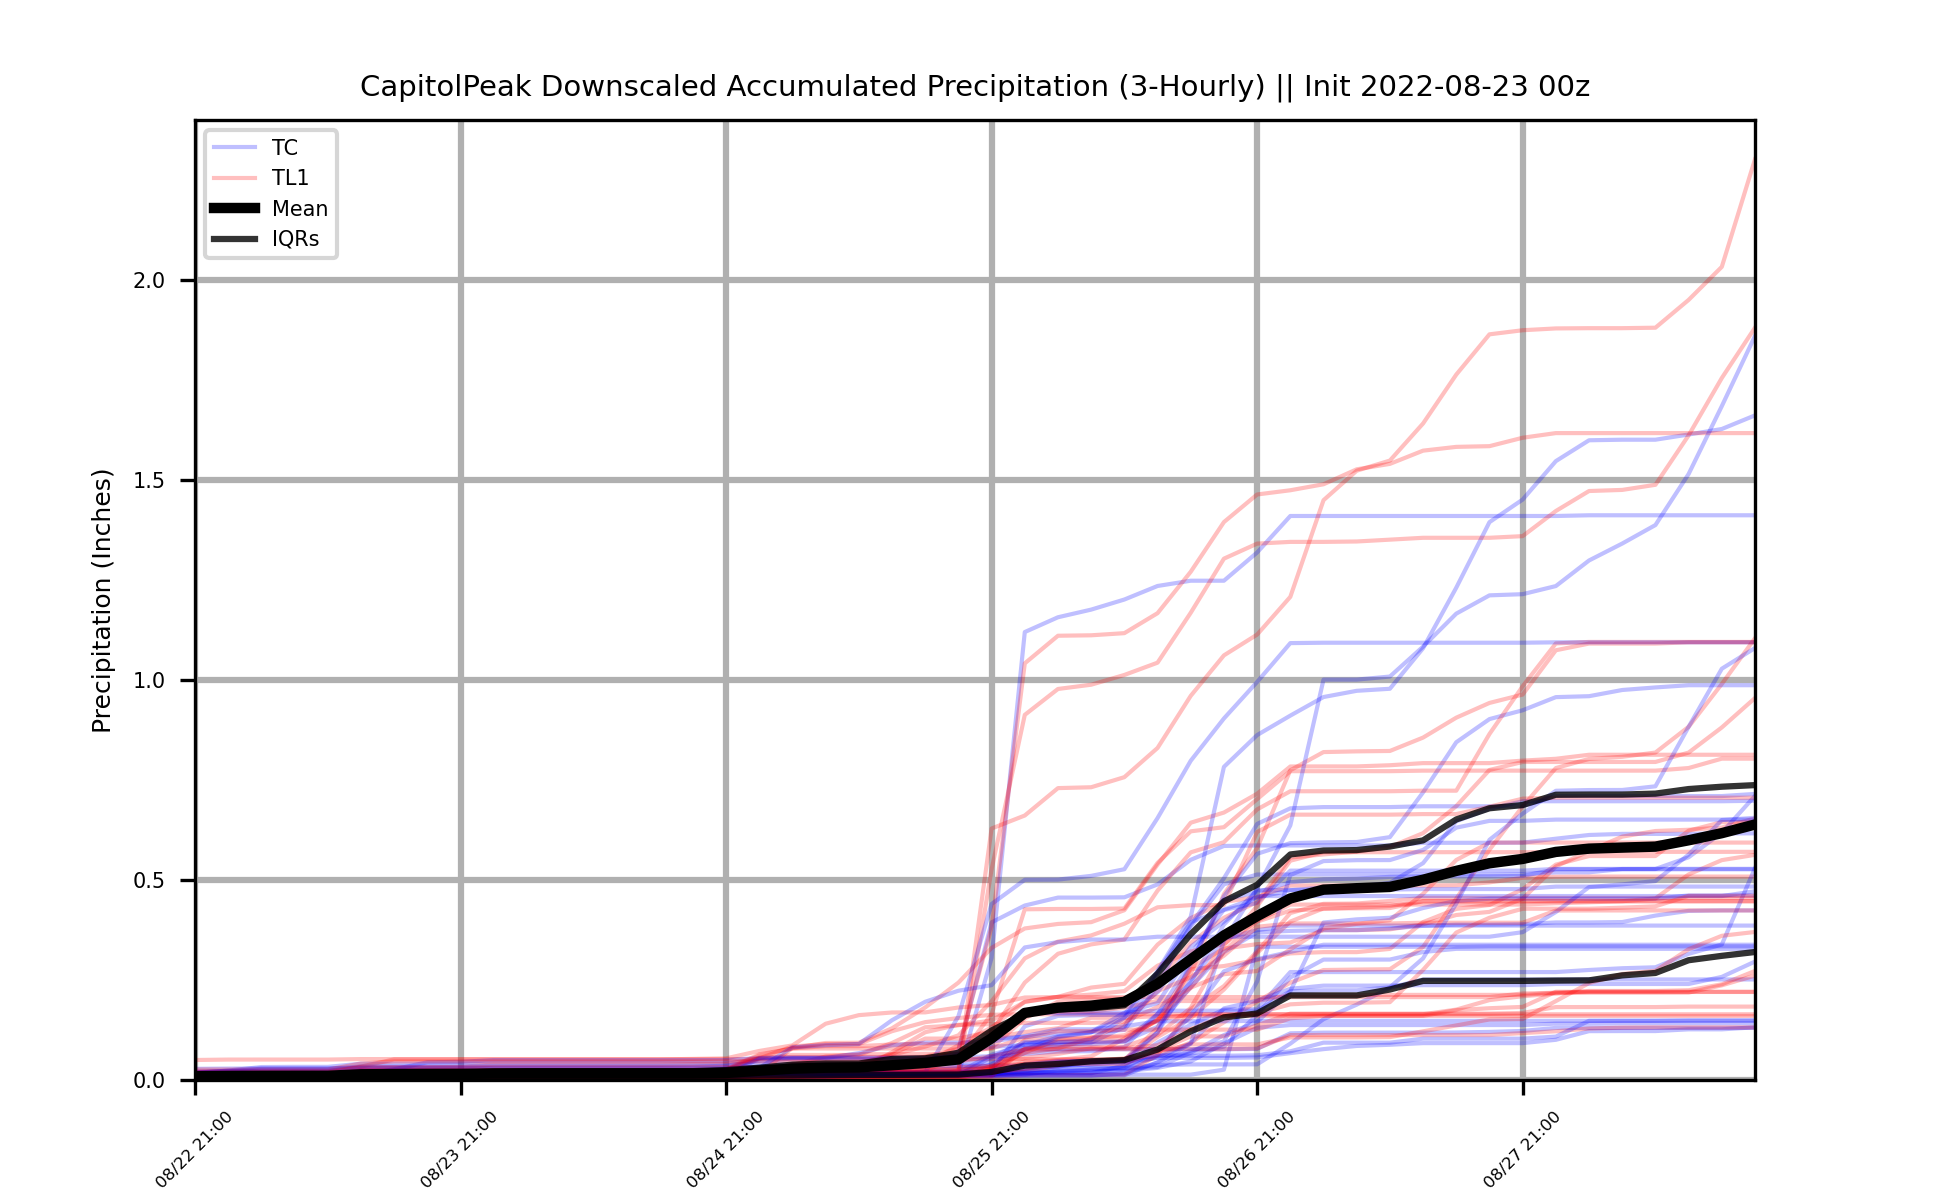 CapitolPeak Downscaled Accumulated Precipitation (3-Hourly) || Init 2022-08-23 00z
TC
TL1
Mean
IQRs
Precipitation (Inches)
2.0
1.5
1.0
0.5
0.0
08/22 21:00
08/23 21:00
08/24 21:00
08/25 21:00
08/26 21:00
08/27 21:00